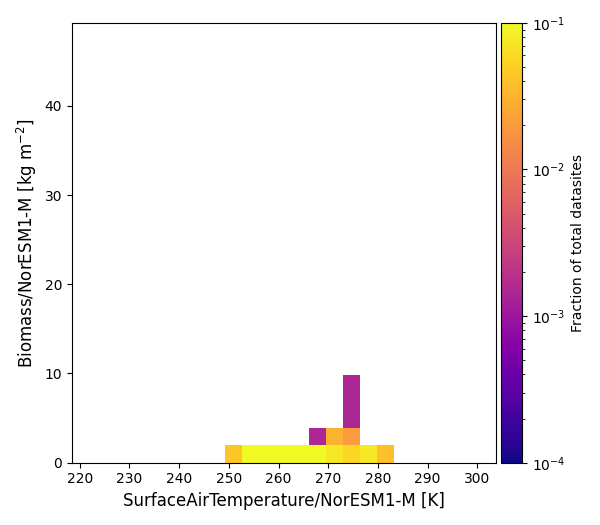 Biomass/NorESM1-M [kg m⁻²]
40
30
20
10
0
220 230 240 250 260 270 280 290 300
SurfaceAirTemperature/NorESM1-M [K]
10⁻¹
10⁻²
10⁻³
10⁻⁴
Fraction of total datasites